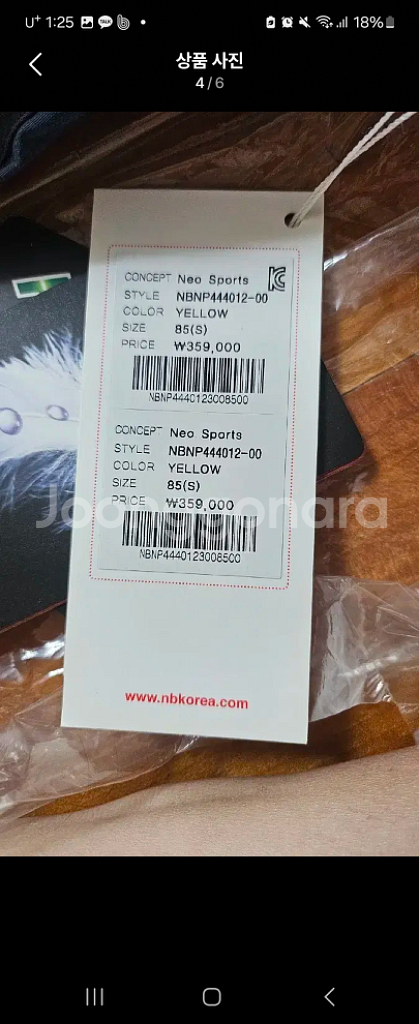 U+ 1:25
TALK
18%
상품 사진
4 / 6
CONCEPT Neo Sports
STYLE NBNP444012-00
COLOR YELLOW
SIZE 85(S)
PRICE ₩359,000
NBNP4440123008500
CONCEPT Neo Sports
STYLE NBNP444012-00
COLOR YELLOW
SIZE 85(S)
PRICE ₩359,000
Joongonara
NBNP4440123008500
www.nbkorea.com